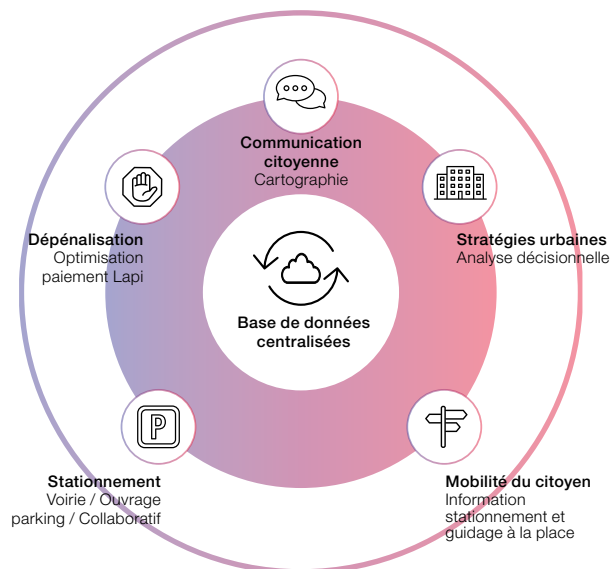 Communication
citoyenne
Cartographie
Dépénalisation
Optimisation
paiement Lapi
Stratégies urbaines
Analyse décisionnelle
Base de données
centralisées
P
Stationnement
Voirie / Ouvrage
parking / Collaboratif
Mobilité du citoyen
Information
stationnement et
guidage à la place